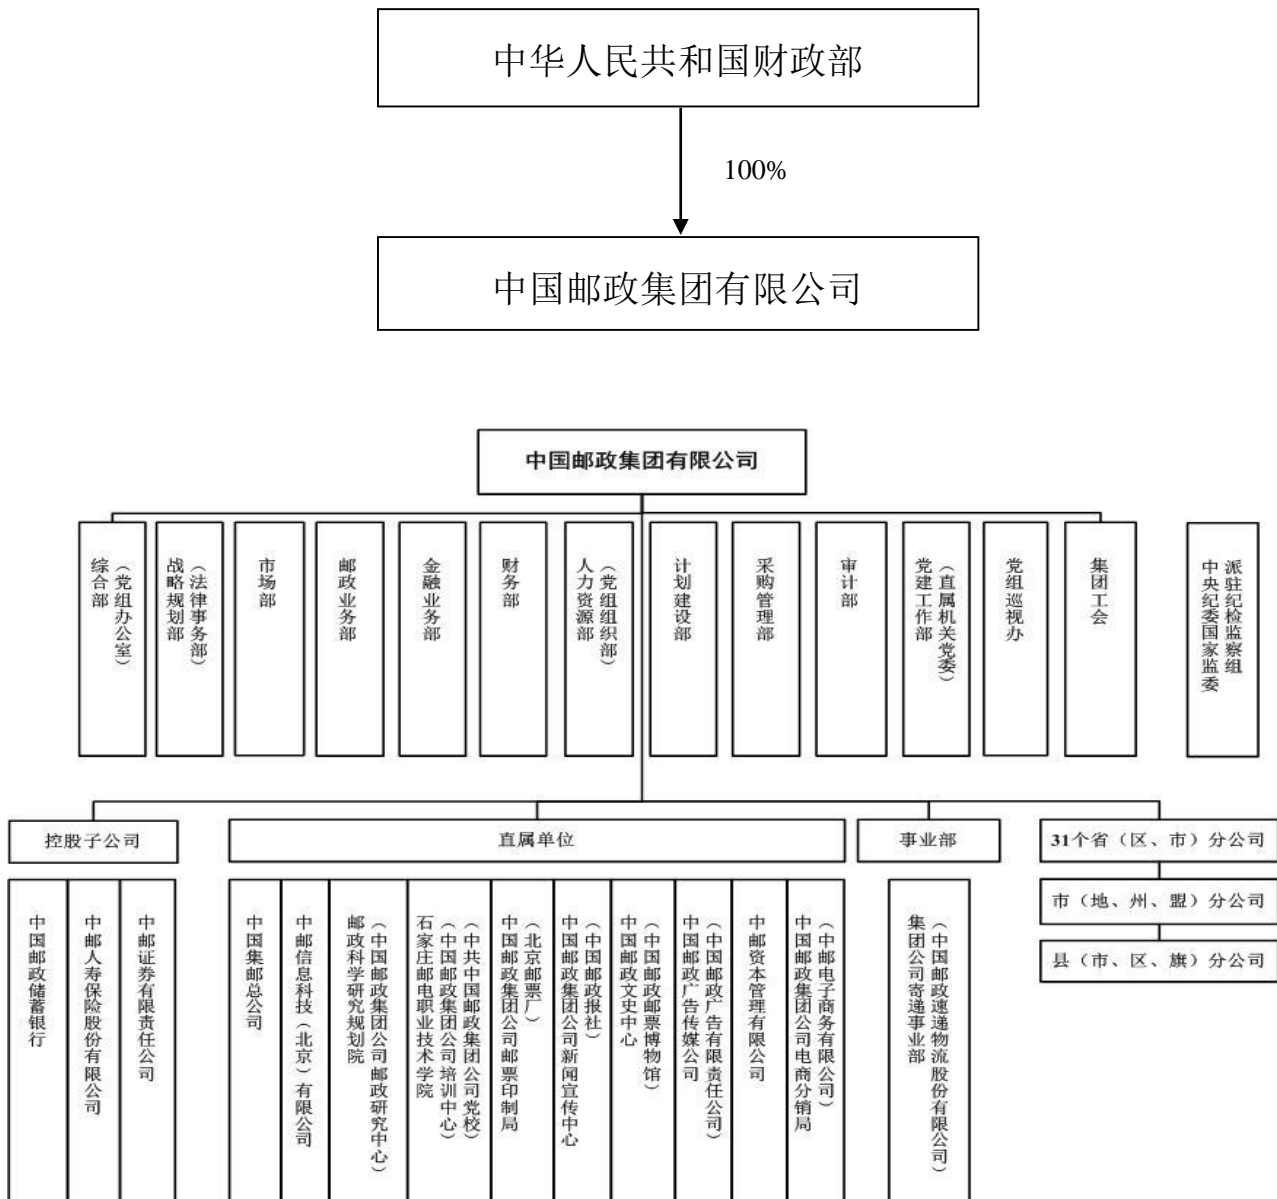 中华人民共和国财政部
100%
中国邮政集团有限公司
中国邮政集团有限公司
综合部
（党组办公室）
战略规划部
（法律事务部）
市场部
邮政业务部
金融业务部
财务部
人力资源部
（党组组织部）
计划建设部
采购管理部
审计部
党建工作部
（直属机关党委）
党组巡视办
集团工会
中央纪委国家监委
派驻纪检监察组
控股子公司
直属单位
事业部
31个省（区、市）分公司
市（地、州、盟）分公司
县（市、区、旗）分公司
中国邮政储蓄银行
中邮人寿保险股份有限公司
中邮证券有限责任公司
中国集邮总公司
中邮信息科技（北京）有限公司
邮政科学研究规划院
（中国邮政集团公司邮政研究中心）
石家庄邮电职业技术学院
（中国邮政集团公司培训中心）
（中共中国邮政集团公司党校）
中国邮政集团公司邮票印制局
（北京邮票厂）
中国邮政集团公司新闻宣传中心
（中国邮政报社）
中国邮政文史中心
（中国邮政邮票博物馆）
中国邮政广告传媒公司
（中国邮政广告有限责任公司）
中邮资本管理有限公司
中国邮政集团公司电商分销局
（中邮电子商务有限公司）
集团公司寄递事业部
（中国邮政速递物流股份有限公司）